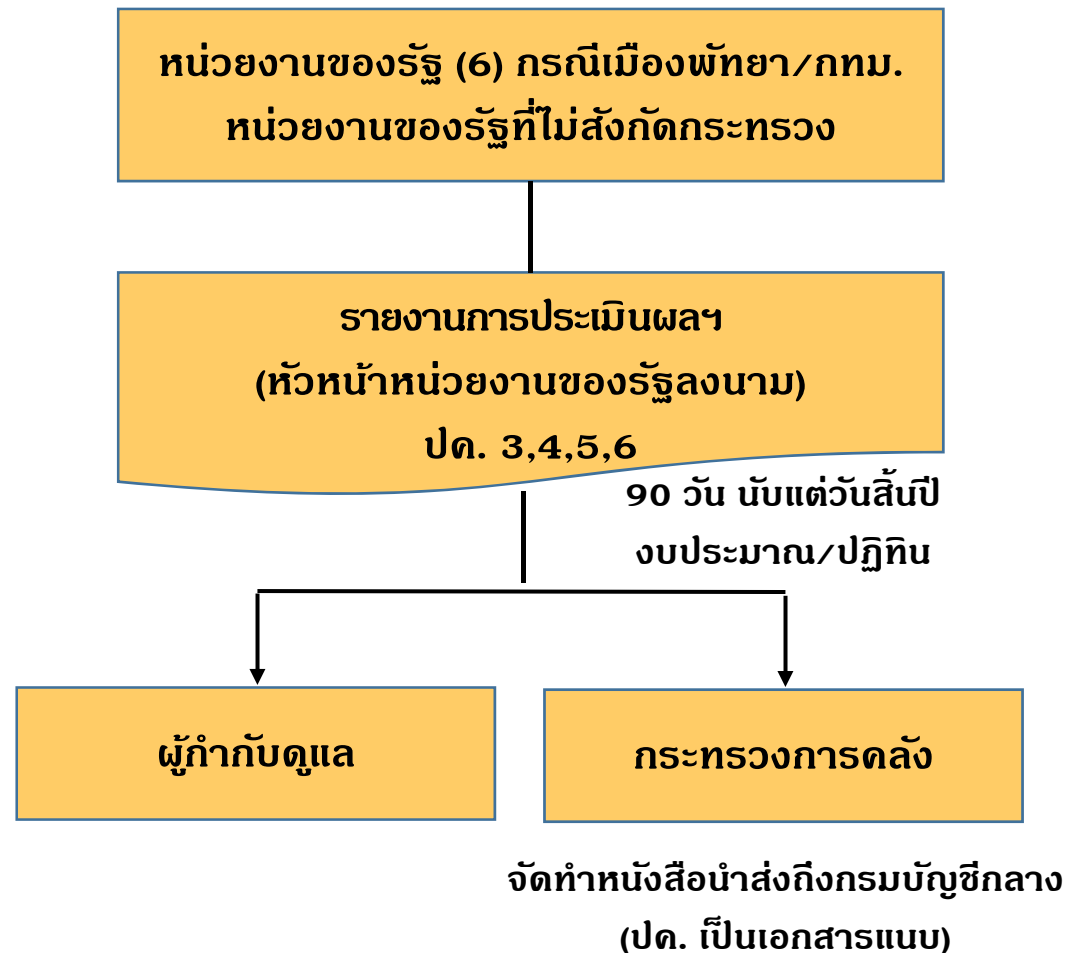 หน่วยงานของรัฐ (6) กรณีเมืองพัทยา/กทม.
หน่วยงานของรัฐที่ไม่สังกัดกระทรวง
รายงานการประเมินผลฯ
(หัวหน้าหน่วยงานของรัฐลงนาม)
ปค. 3,4,5,6
90 วัน นับแต่วันสิ้นปี
งบประมาณ/ปฏิทิน
ผู้กำกับดูแล
กระทรวงการคลัง
จัดทำหนังสือนำส่งถึงกรมบัญชีกลาง
(ปค. เป็นเอกสารแนบ)